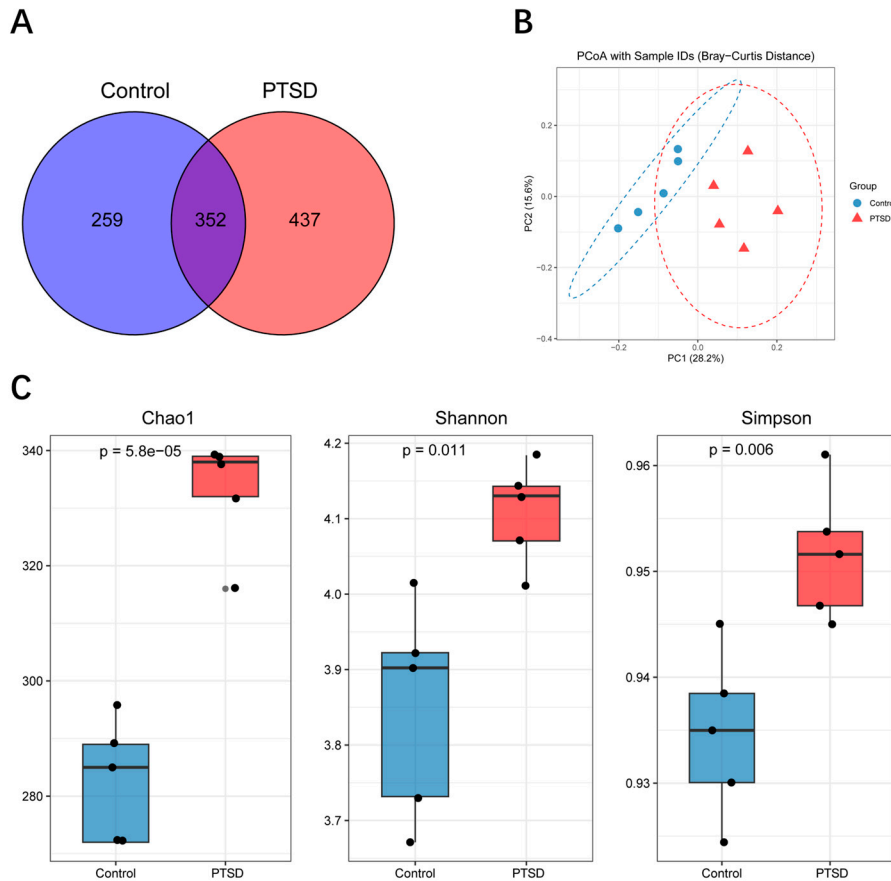 A
Control
PTSD
259
352
437
B
PCoA with Sample IDs (Bray−Curtis Distance)
0.2
0.0
−0.2
−0.4
PC2 (15.6%)
−0.2
0.0
0.2
PC1 (28.2%)
Group
Control
PTSD
C
Chao1
p = 5.8e−05
340
320
300
280
Control
PTSD
Shannon
p = 0.011
4.2
4.1
4.0
3.9
3.8
3.7
Control
PTSD
Simpson
p = 0.006
0.96
0.95
0.94
0.93
Control
PTSD